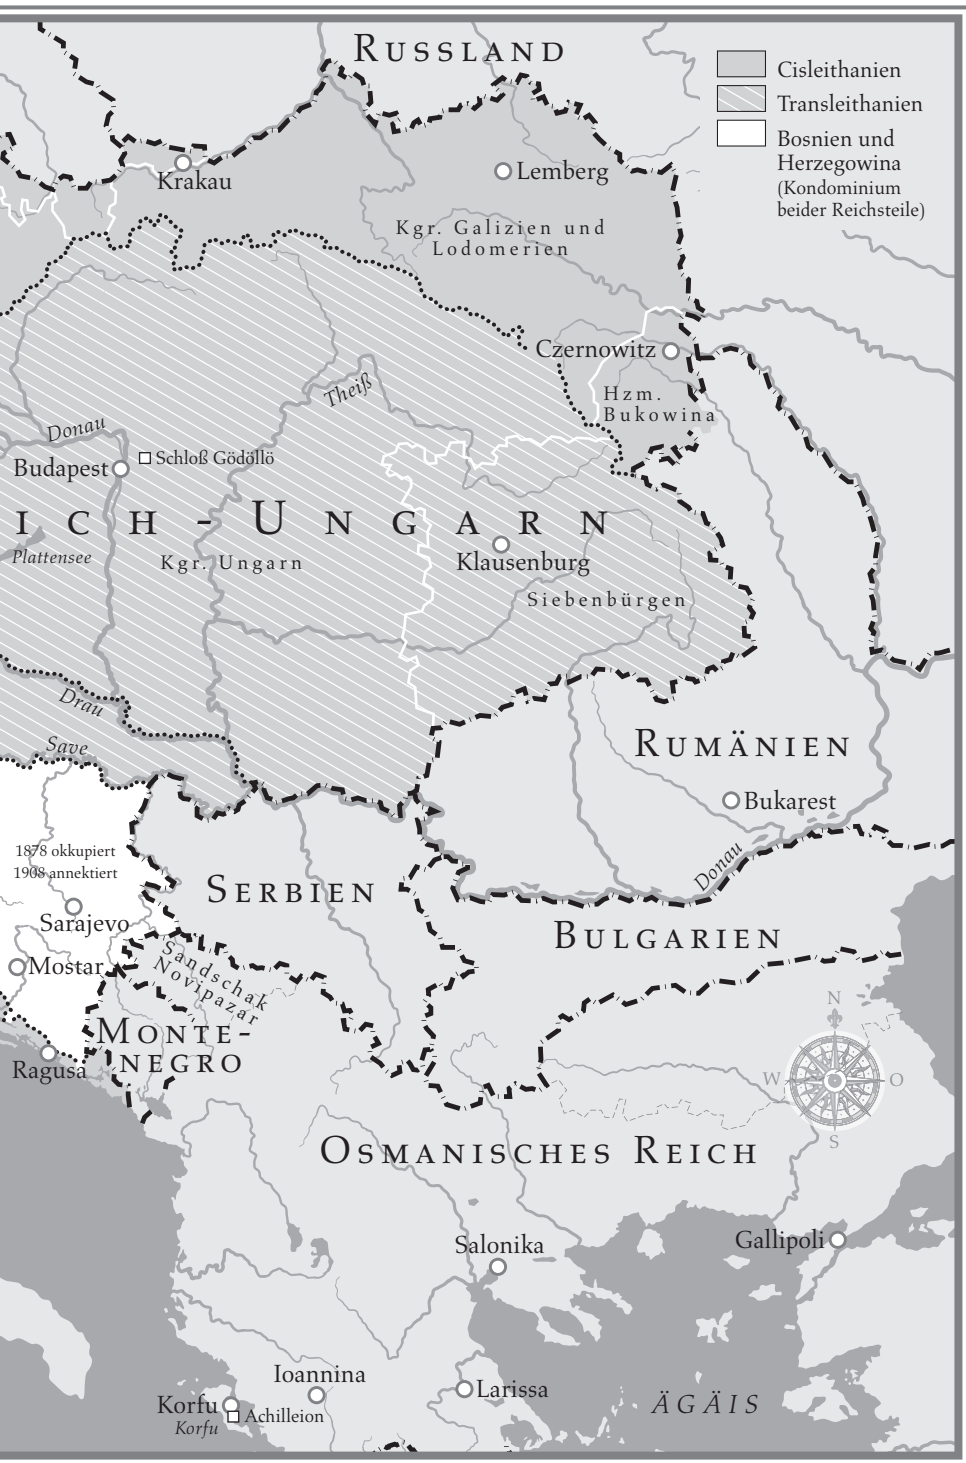 RUSSLAND
Cisleithanien
Transleithanien
Bosnien und
Herzegowina
(Kondominium
beider Reichsteile)
Krakau
Lemberg
Kgr. Galizien und
Lodomerien
Czernowitz
Hzm.
Bukowina
Theiß
Donau
Budapest
Schloß Gödöllö
ICH-UNGARN
Plattensee
Kgr. Ungarn
Klausenburg
Siebenbürgen
Drau
Save
RUMÄNIEN
Bukarest
1878 okkupiert
1908 annektiert
Donau
SERBIEN
Sarajevo
BULGARIEN
Mostar
Sandschak
Novipazar
N
MONTE-
NEGRO
Ragusa
W
O
S
OSMANISCHES REICH
Salonika
Gallipoli
Ioannina
Larissa
Korfu
Achilleion
Korfu
ÄGÄIS